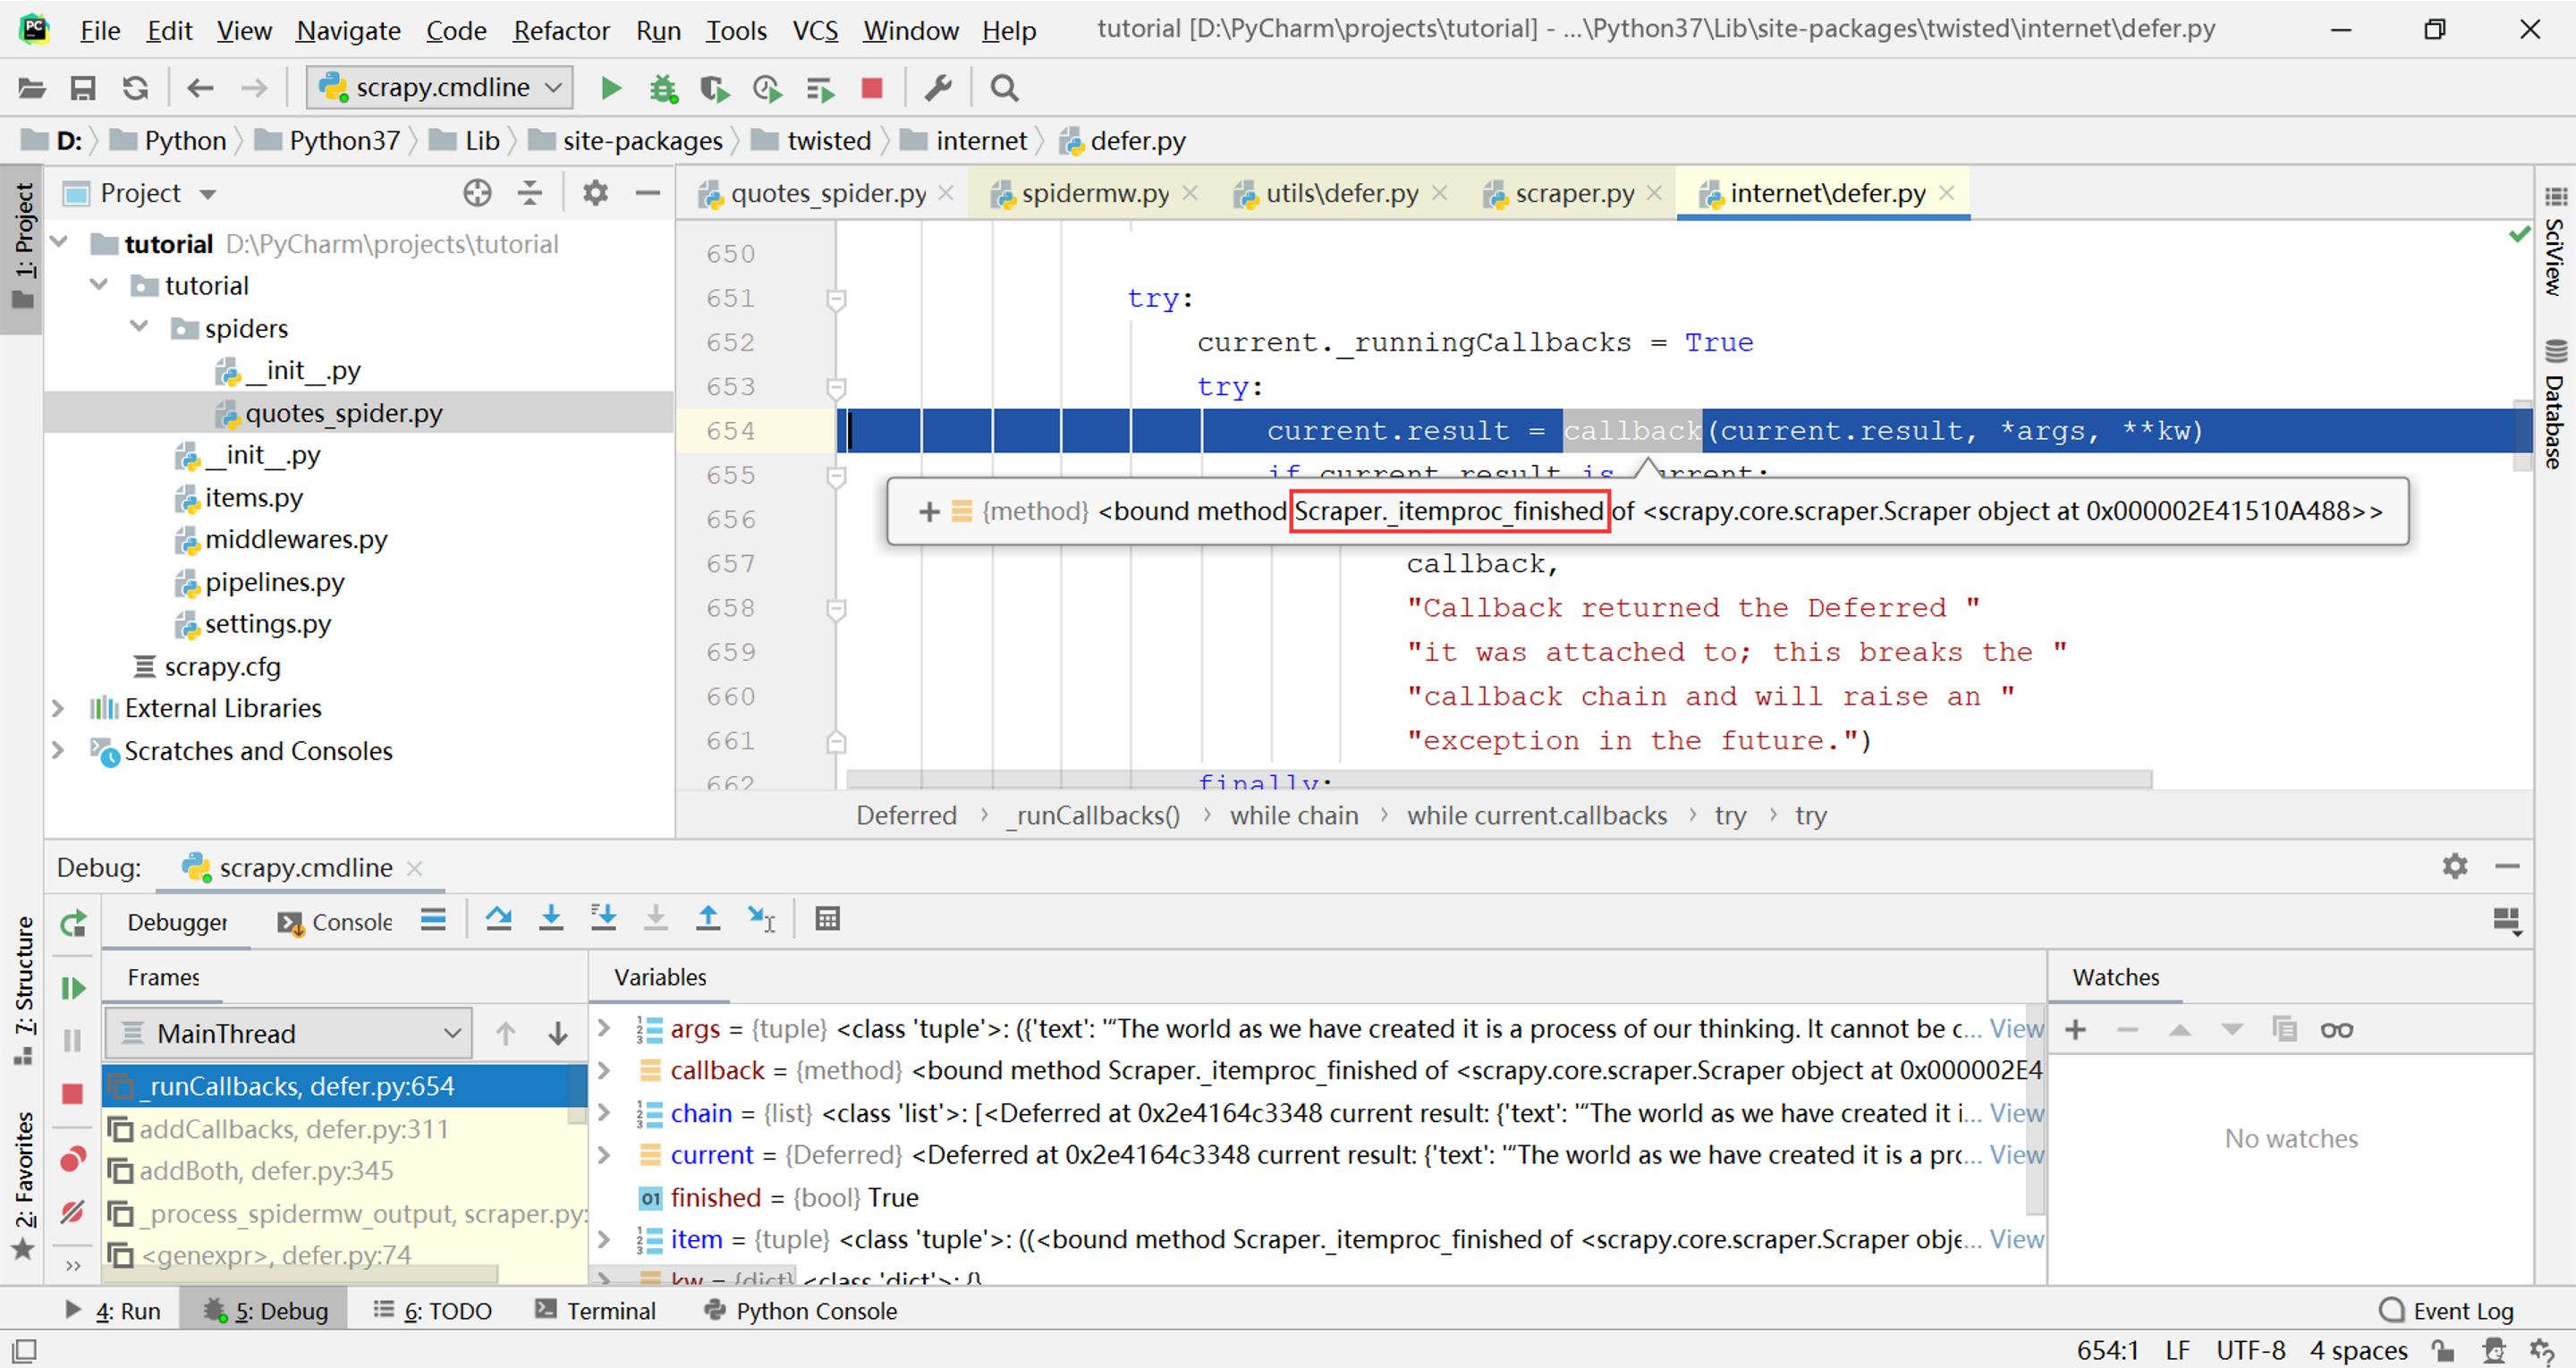 File Edit View Navigate Code Refactor Run Tools VCS Window Help tutorial [D:\PyCharm\projects\tutorial] - ...\Python37\Lib\site-packages\twisted\internet\defer.py
scrapy.cmdline
D: Python Python37 Lib site-packages twisted internet defer.py
1: Project
Project
quotes_spider.py spidermw.py utils\defer.py scraper.py internet\defer.py
tutorial D:\PyCharm\projects\tutorial
tutorial
spiders
__init__.py
quotes_spider.py
__init__.py
items.py
middlewares.py
pipelines.py
settings.py
scrapy.cfg
External Libraries
Scratches and Consoles
650
651 try:
652 current._runningCallbacks = True
653 try:
654 current.result = callback(current.result, *args, **kw)
655 if current.result is current:
656
{method} <bound method Scraper._itemproc_finished of <scrapy.core.scraper.Scraper object at 0x000002E41510A488>>
657 callback,
658 "Callback returned the Deferred "
659 "it was attached to; this breaks the "
660 "callback chain and will raise an "
661 "exception in the future.")
662 finally:
Deferred › _runCallbacks() › while chain › while current.callbacks › try › try
SciView
Database
Debug: scrapy.cmdline
Debugger Console
Frames
MainThread
_runCallbacks, defer.py:654
addCallbacks, defer.py:311
addBoth, defer.py:345
_process_spidermw_output, scraper.py:
<genexpr>, defer.py:74
Variables
args = {tuple} <class 'tuple'>: ({'text': '“The world as we have created it is a process of our thinking. It cannot be c... View
callback = {method} <bound method Scraper._itemproc_finished of <scrapy.core.scraper.Scraper object at 0x000002E4
chain = {list} <class 'list'>: [<Deferred at 0x2e4164c3348 current result: {'text': '“The world as we have created it i... View
current = {Deferred} <Deferred at 0x2e4164c3348 current result: {'text': '“The world as we have created it is a prc... View
finished = {bool} True
item = {tuple} <class 'tuple'>: ((<bound method Scraper._itemproc_finished of <scrapy.core.scraper.Scraper obje... View
kw = {dict} <class 'dict'>: {}
Watches
No watches
7: Structure
2: Favorites
4: Run 5: Debug 6: TODO Terminal Python Console Event Log
654:1 LF UTF-8 4 spaces